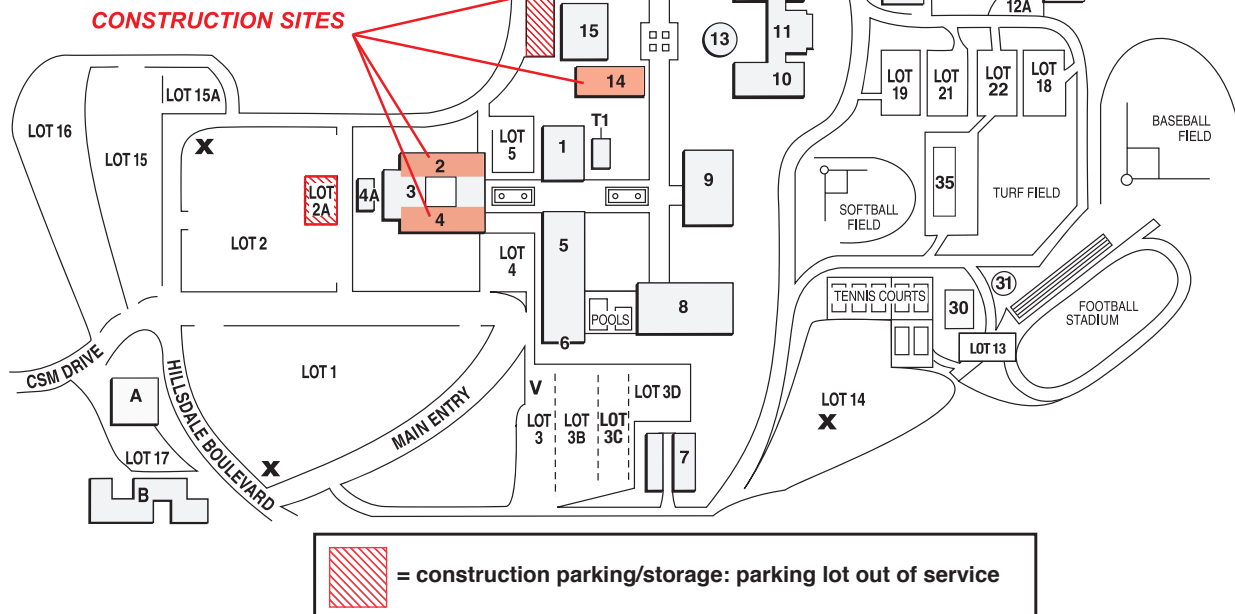 12A
CONSTRUCTION SITES
15
13
11
10
14
LOT
19
LOT
21
LOT
22
LOT
18
LOT 15A
LOT 16
LOT 15
X
T1
LOT
5
1
BASEBALL
FIELD
2
3
4
4A
LOT
2A
9
35
TURF FIELD
SOFTBALL
FIELD
LOT 2
5
LOT
4
6
POOLS
8
TENNIS COURTS
30
31
FOOTBALL
STADIUM
LOT 13
CSM DRIVE
LOT 1
A
HILLSDALE BOULEVARD
MAIN ENTRY
V
LOT
3
LOT
3B
LOT
3C
LOT 3D
LOT 14
X
LOT 17
X
7
B
= construction parking/storage: parking lot out of service